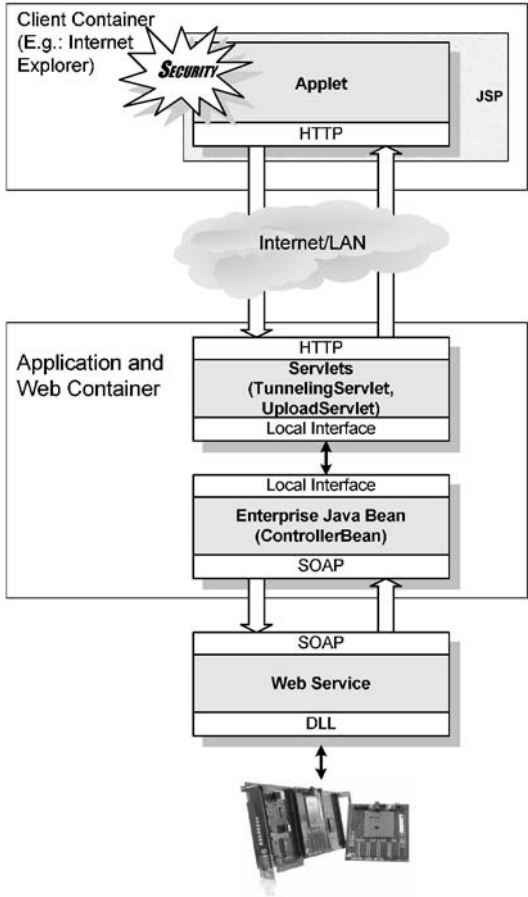 Client Container
(E.g.: Internet
Explorer)
SECURITY
Applet
JSP
HTTP
Internet/LAN
Application and
Web Container
HTTP
Servlets
(TunnelingServlet,
UploadServlet)
Local Interface
Local Interface
Enterprise Java Bean
(ControllerBean)
SOAP
SOAP
Web Service
DLL